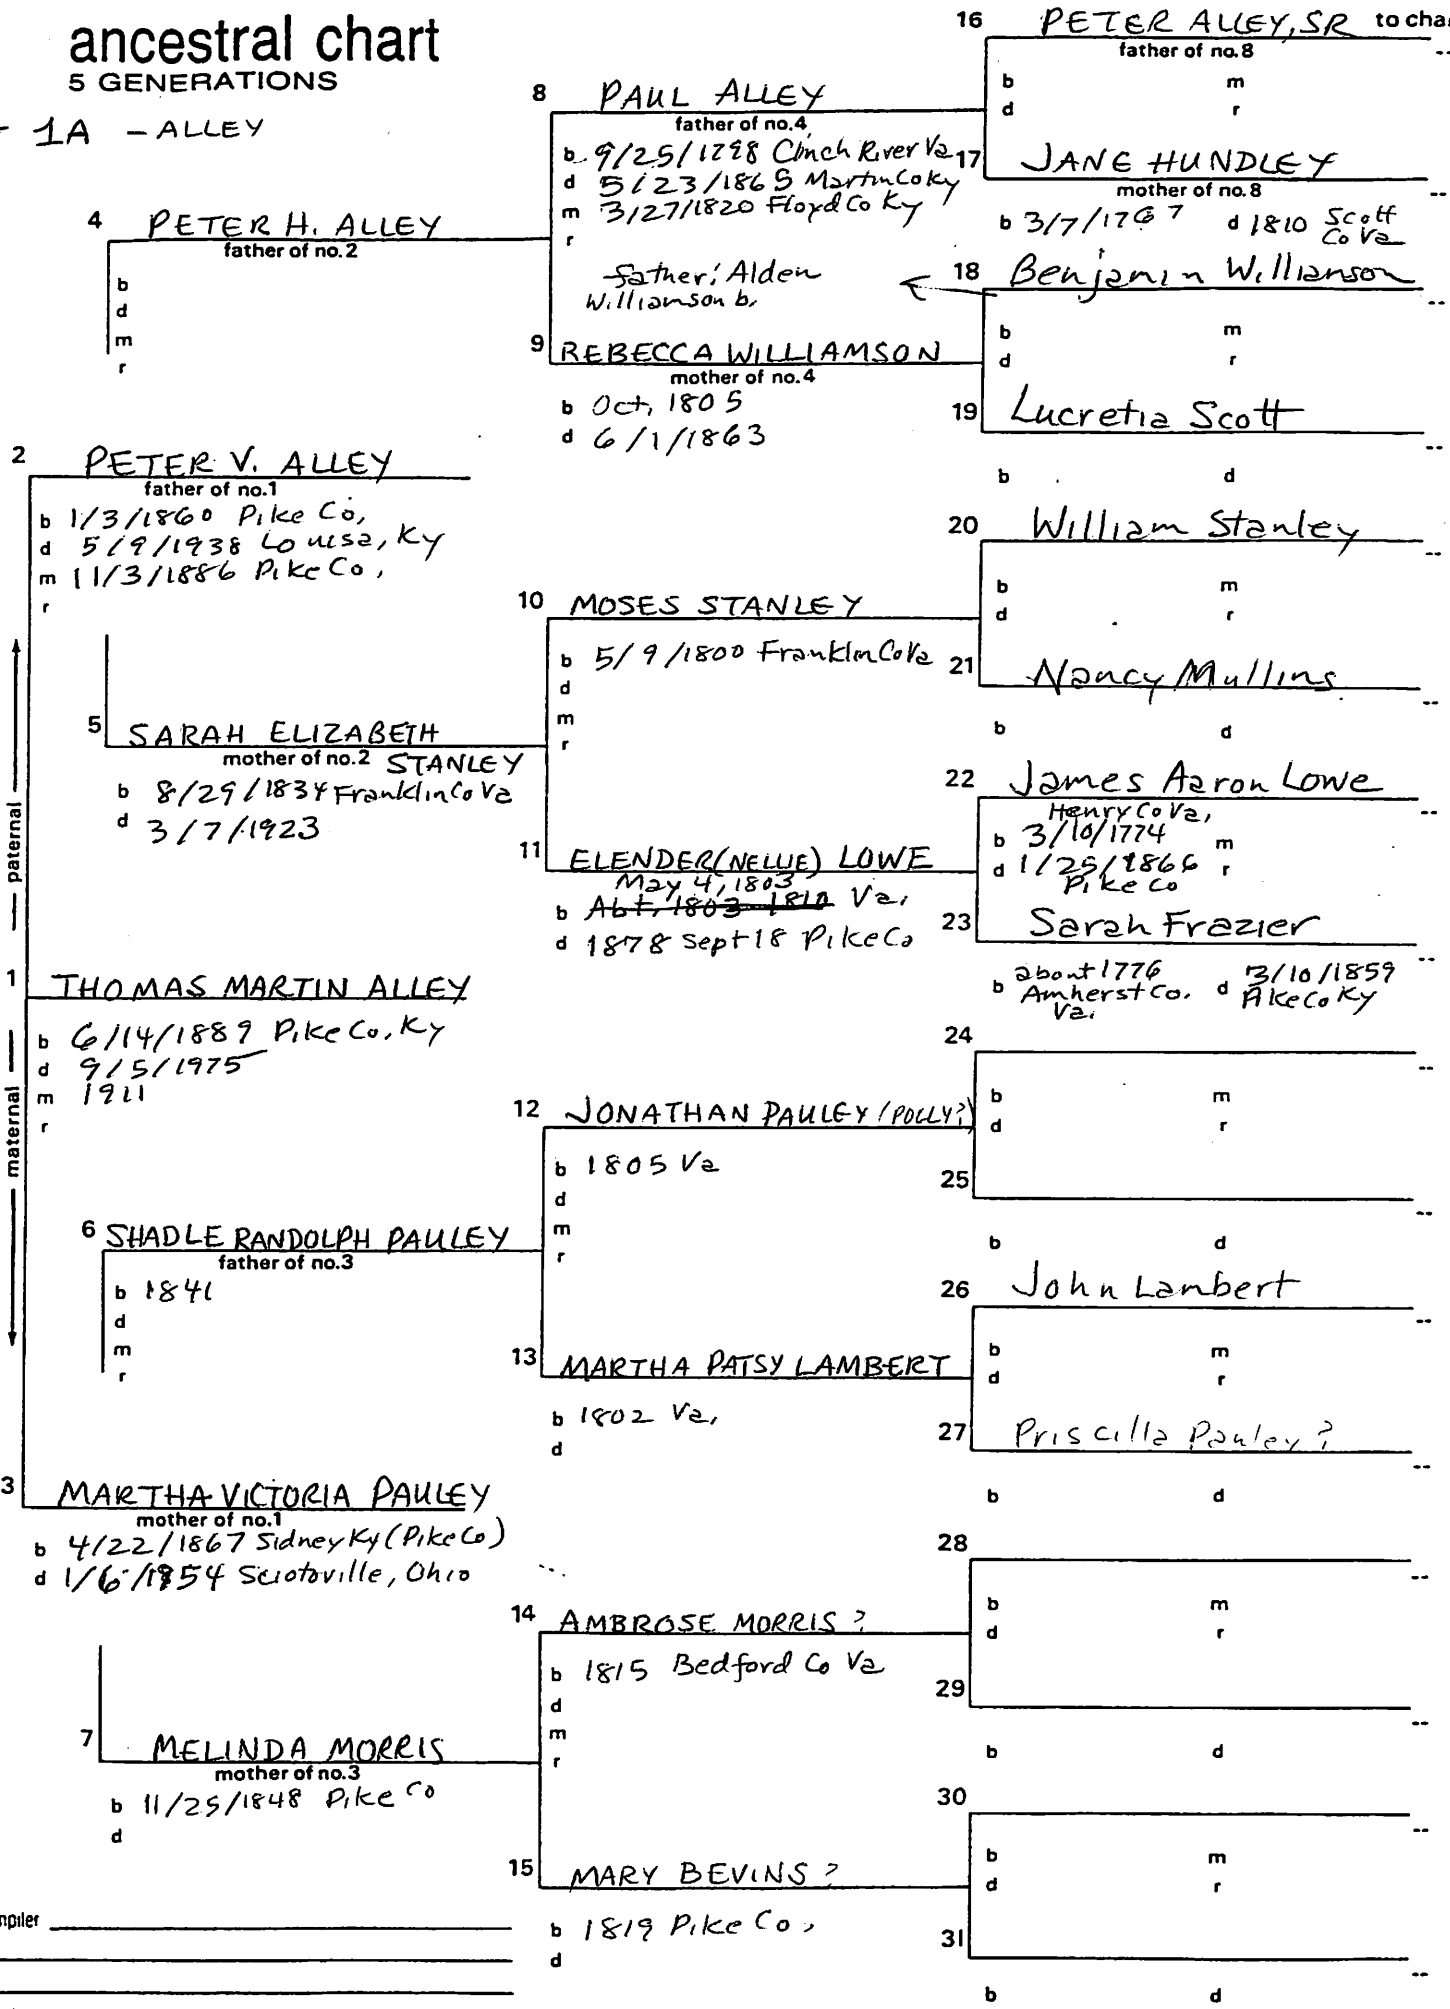 ancestral chart
5 GENERATIONS
1A - ALLEY
paternal
maternal
1 THOMAS MARTIN ALLEY
b 6/14/1889 Pike Co, Ky
d 9/5/1975
m 1911
r
2 PETER V. ALLEY
father of no.1
b 1/3/1860 Pike Co,
d 5/9/1938 Louisa, Ky
m 11/3/1886 Pike Co,
r
3 MARTHA VICTORIA PAULEY
mother of no.1
b 4/22/1867 Sidney Ky (Pike Co)
d 1/6/1954 Sciotoville, Ohio
4 PETER H. ALLEY
father of no.2
b
d
m
r
5 SARAH ELIZABETH
mother of no.2 STANLEY
b 8/29/1834 Franklin Co Va
d 3/7/1923
6 SHADLE RANDOLPH PAULEY
father of no.3
b 1841
d
m
r
7 MELINDA MORRIS
mother of no.3
b 11/25/1848 Pike Co
d
8 PAUL ALLEY
father of no.4
b 9/25/1798 Clinch River Va
d 5/23/1865 Martin Co Ky
m 3/27/1820 Floyd Co Ky
r
father: Alden
Williamson b.
9 REBECCA WILLIAMSON
mother of no.4
b Oct, 1805
d 6/1/1863
10 MOSES STANLEY
b 5/9/1800 Franklin Co Va
d
m
r
11 ELENDER (NELLIE) LOWE
May 4, 1803
b Abt. 1803-1810 Va.
d 1878 Sept 18 Pike Co
12 JONATHAN PAULEY (POLLY?)
b 1805 Va
d
m
r
13 MARTHA PATSY LAMBERT
b 1802 Va.
d
14 AMBROSE MORRIS ?
b 1815 Bedford Co Va
d
m
r
15 MARY BEVINS ?
b 1819 Pike Co,
d
16 PETER ALLEY, SR to cha
father of no.8
b m
d r
17 JANE HUNDLEY
mother of no.8
b 3/7/1767 d 1810 Scott
Co Va
18 Benjamin Williamson
b m
d r
19 Lucretia Scott
b d
20 William Stanley
b m
d r
21 Nancy Mullins
b d
22 James Aaron Lowe
Henry Co Va,
b 3/10/1774 m
d 1/25/1866 r
Pike Co
23 Sarah Frazier
b about 1776 d 3/10/1859
Amherst Co. Pike Co Ky
Va.
24
b m
d r
25
b d
26 John Lambert
b m
d r
27 Priscilla Pauley?
b d
28
b m
d r
29
b d
30
b m
d r
31
b d
mpiler